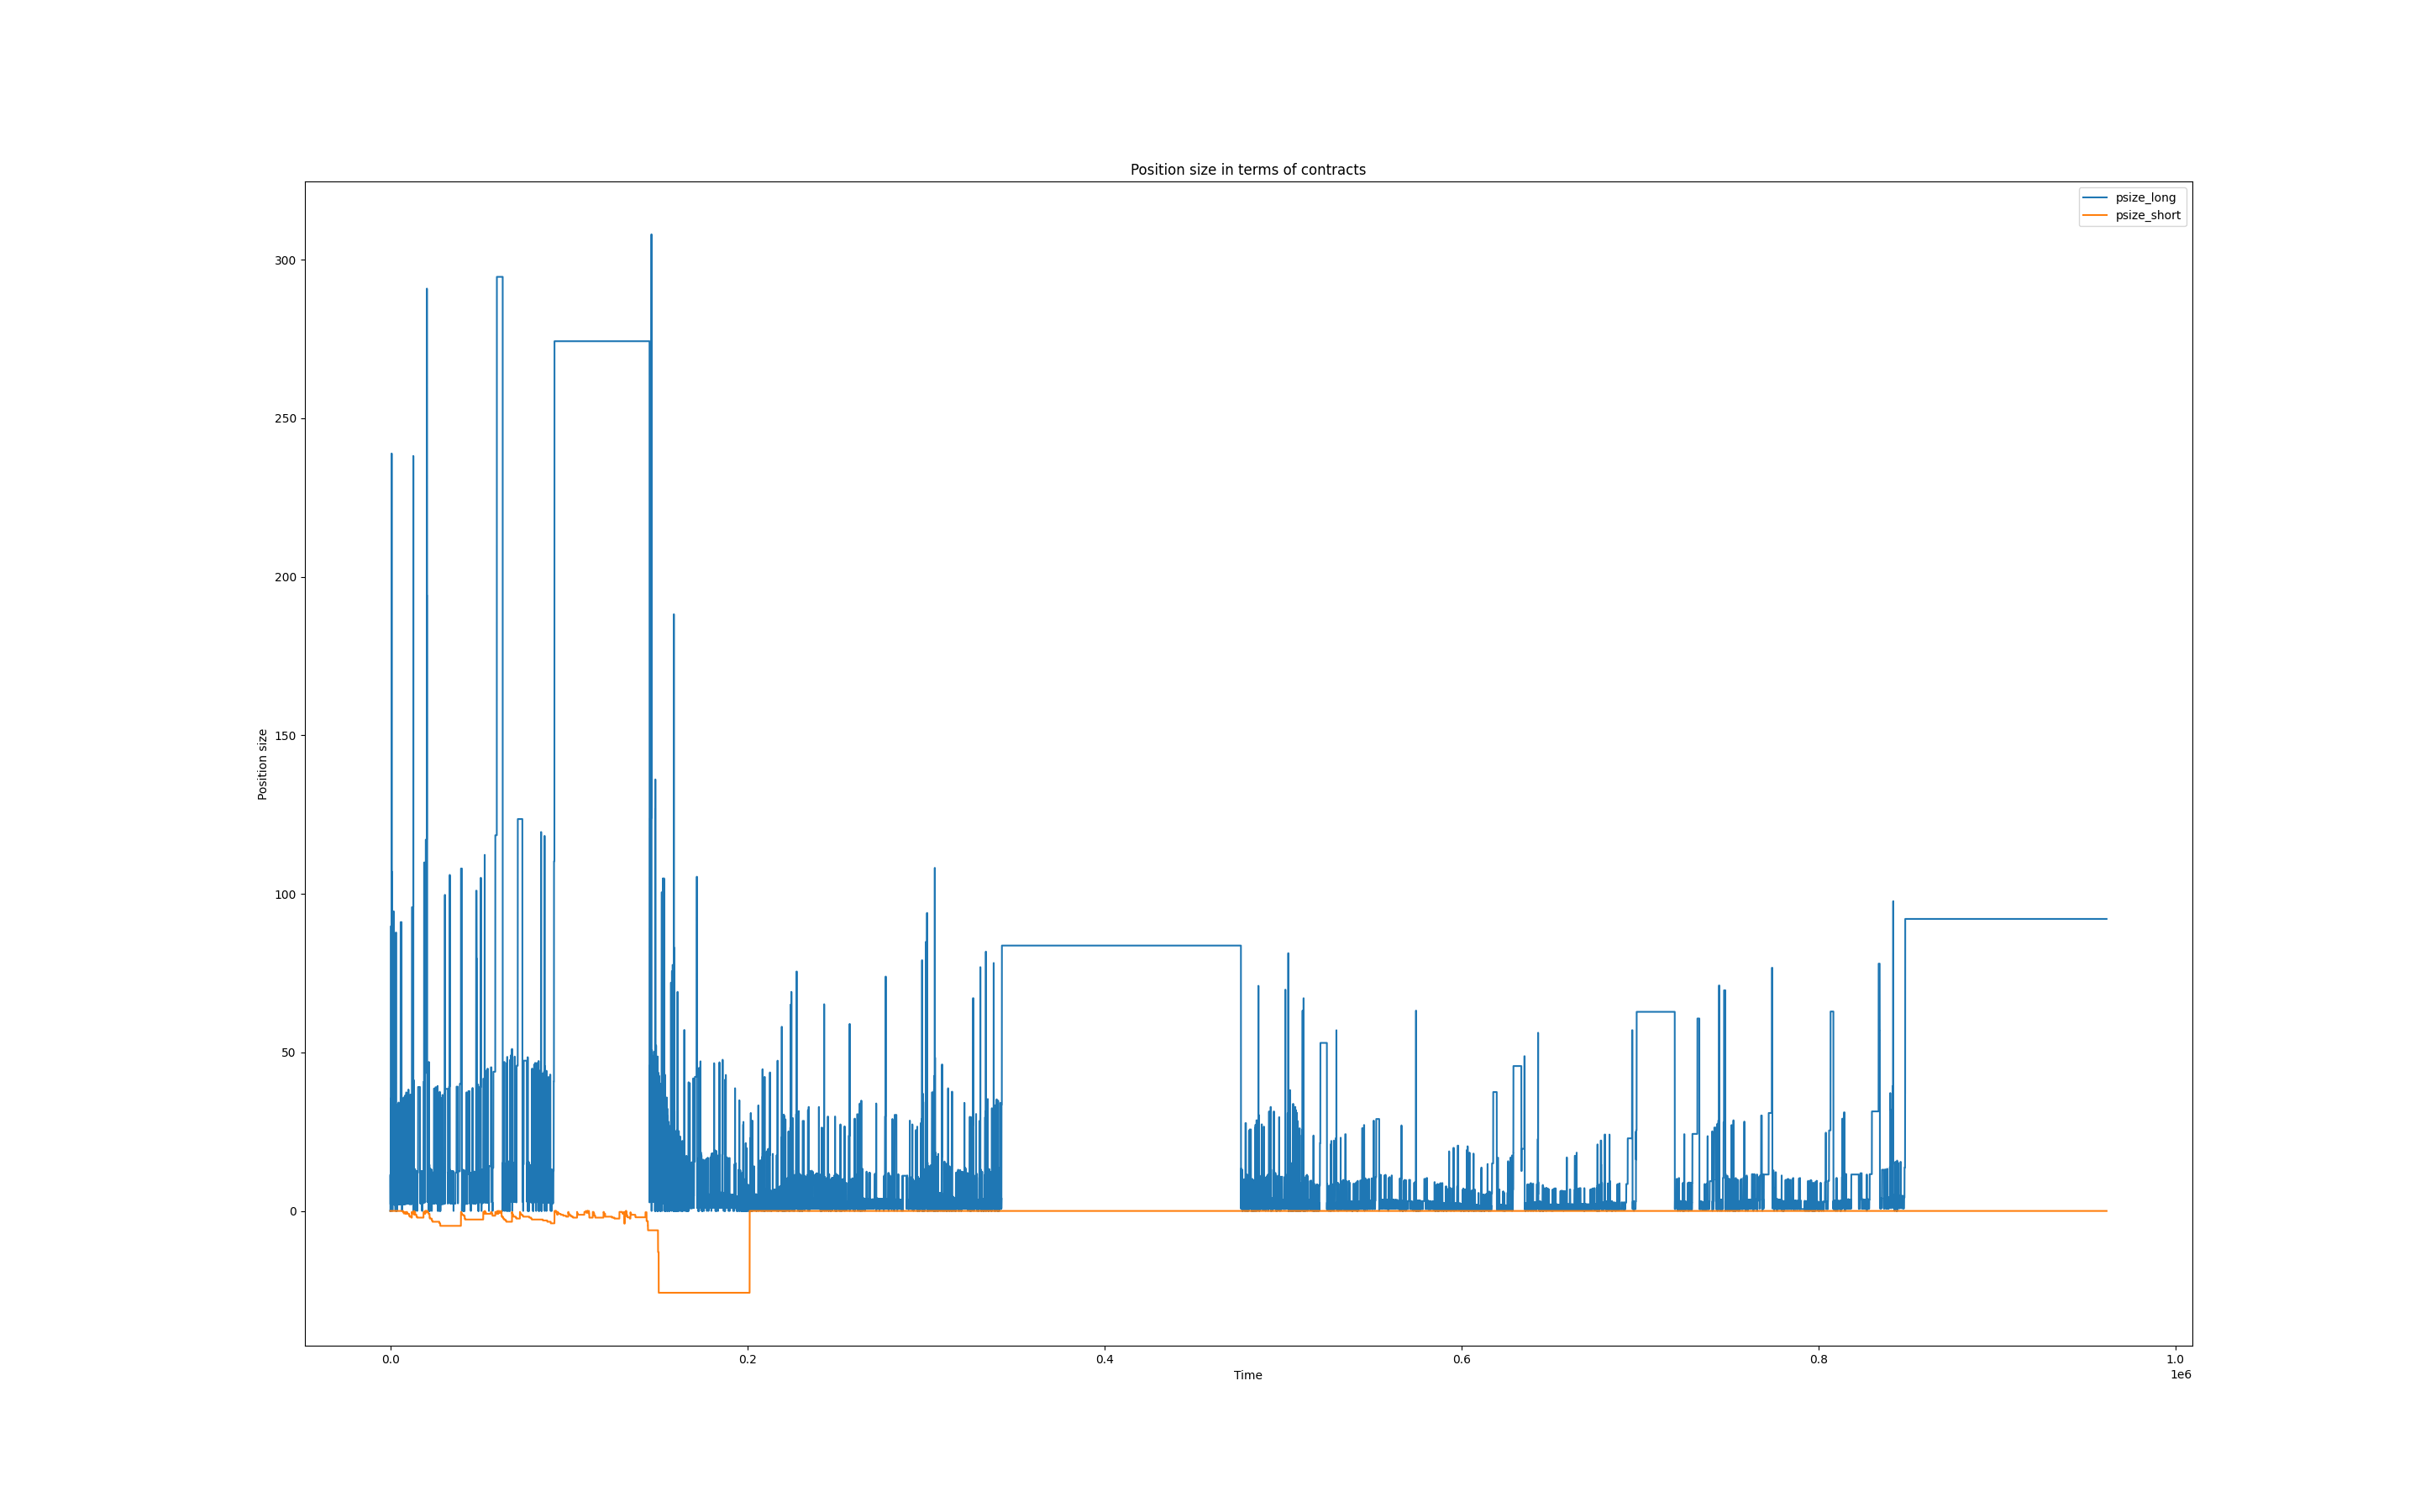 Position size in terms of contracts
psize_long
psize_short
Position size
300
250
200
150
100
50
0
0.0 0.2 0.4 0.6 0.8 1.0
Time
1e6